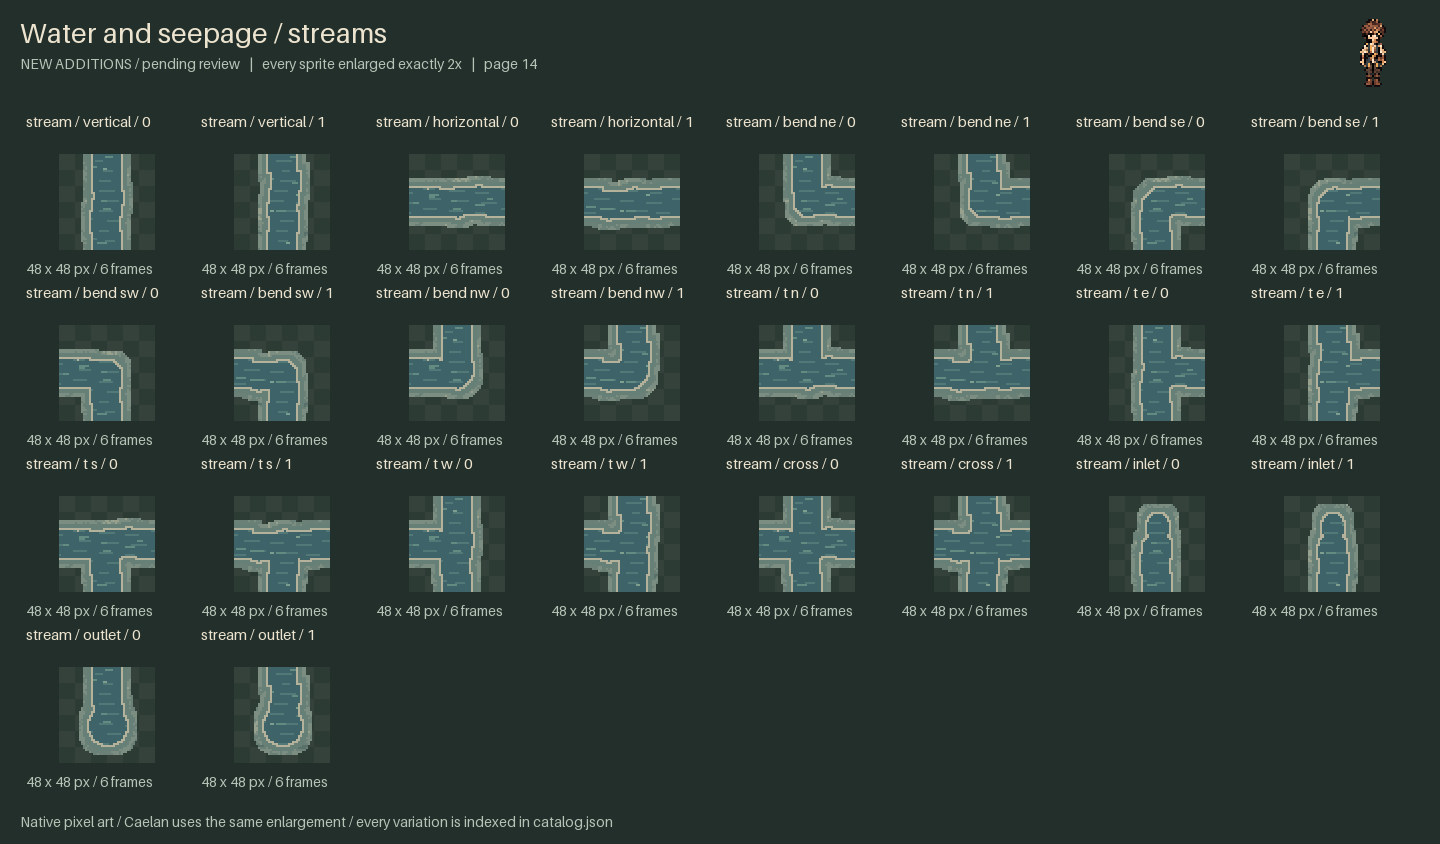 Water and seepage / streams
NEW ADDITIONS / pending review | every sprite enlarged exactly 2x | page 14
stream / vertical / 0
stream / vertical / 1
stream / horizontal / 0
stream / horizontal / 1
stream / bend ne / 0
stream / bend ne / 1
stream / bend se / 0
stream / bend se / 1
48 x 48 px / 6 frames
48 x 48 px / 6 frames
48 x 48 px / 6 frames
48 x 48 px / 6 frames
48 x 48 px / 6 frames
48 x 48 px / 6 frames
48 x 48 px / 6 frames
48 x 48 px / 6 frames
stream / bend sw / 0
stream / bend sw / 1
stream / bend nw / 0
stream / bend nw / 1
stream / t n / 0
stream / t n / 1
stream / t e / 0
stream / t e / 1
48 x 48 px / 6 frames
48 x 48 px / 6 frames
48 x 48 px / 6 frames
48 x 48 px / 6 frames
48 x 48 px / 6 frames
48 x 48 px / 6 frames
48 x 48 px / 6 frames
48 x 48 px / 6 frames
stream / t s / 0
stream / t s / 1
stream / t w / 0
stream / t w / 1
stream / cross / 0
stream / cross / 1
stream / inlet / 0
stream / inlet / 1
48 x 48 px / 6 frames
48 x 48 px / 6 frames
48 x 48 px / 6 frames
48 x 48 px / 6 frames
48 x 48 px / 6 frames
48 x 48 px / 6 frames
48 x 48 px / 6 frames
48 x 48 px / 6 frames
stream / outlet / 0
stream / outlet / 1
48 x 48 px / 6 frames
48 x 48 px / 6 frames
Native pixel art / Caelan uses the same enlargement / every variation is indexed in catalog.json